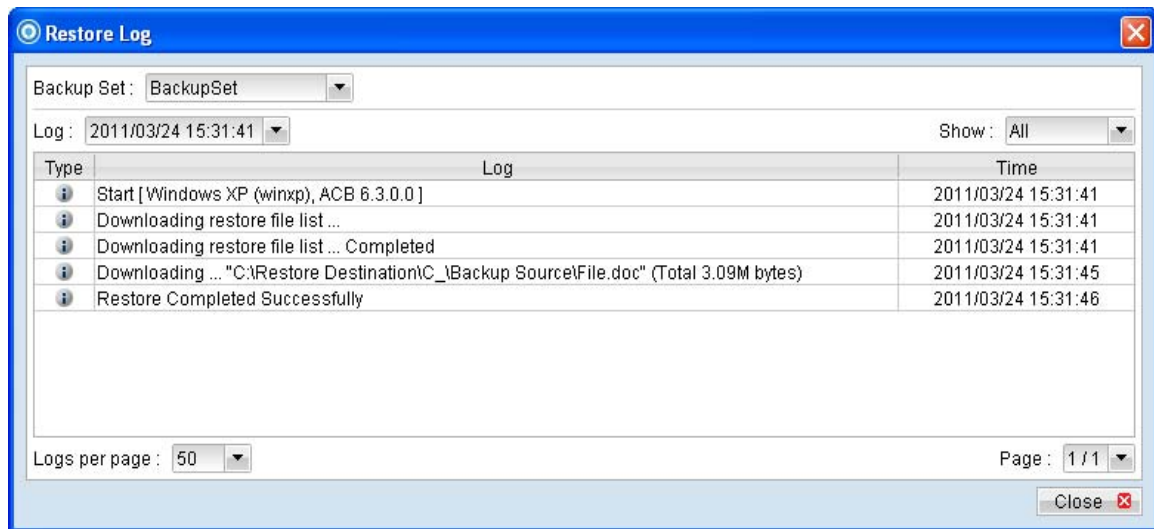 Restore Log
Backup Set : BackupSet
Log : 2011/03/24 15:31:41 Show : All
Type Log Time
Start [ Windows XP (winxp), ACB 6.3.0.0 ] 2011/03/24 15:31:41
Downloading restore file list ... 2011/03/24 15:31:41
Downloading restore file list ... Completed 2011/03/24 15:31:41
Downloading ... "C:\Restore Destination\C_\Backup Source\File.doc" (Total 3.09M bytes) 2011/03/24 15:31:45
Restore Completed Successfully 2011/03/24 15:31:46
Logs per page : 50 Page : 1 / 1
Close